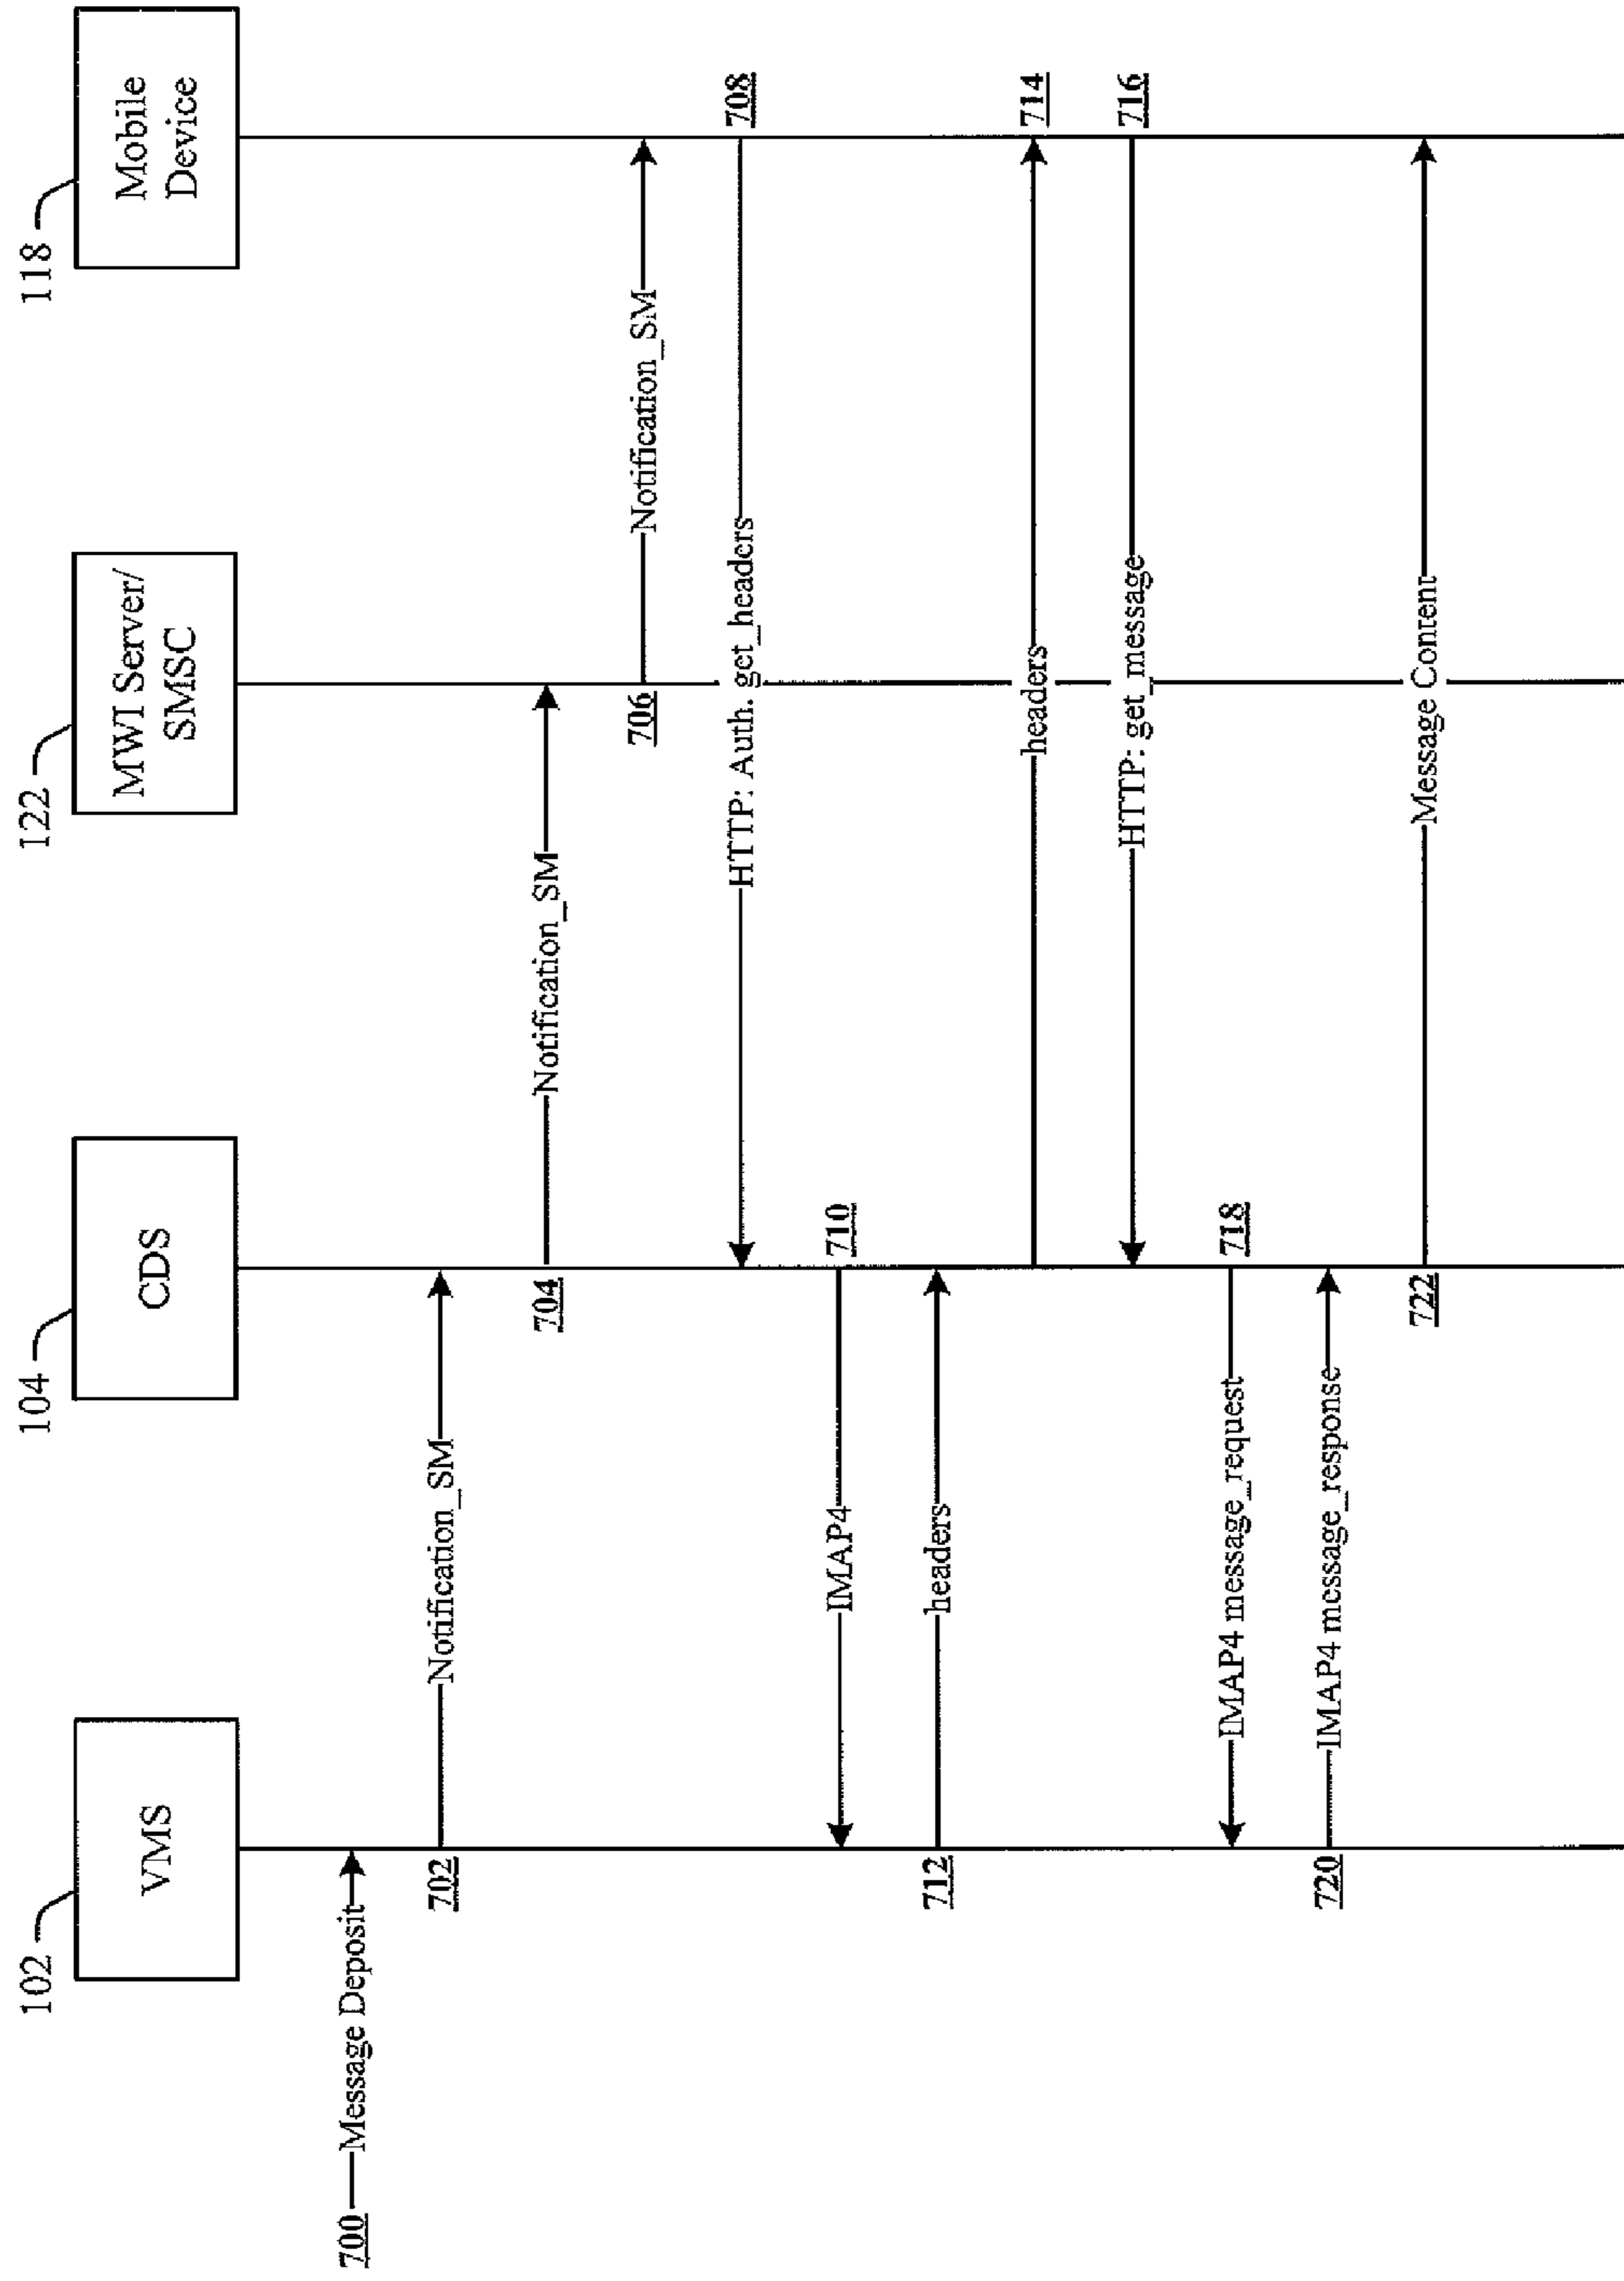 102
VMS
104
CDS
122
MWI Server/
SMSC
118
Mobile
Device
700
Message Deposit
702
Notification_SM
704
Notification_SM
706
Notification_SM
708
HTTP: Auth. get_headers
710
IMAP4
712
headers
714
headers
716
HTTP: get_message
718
IMAP4 message_request
720
IMAP4 message_response
722
Message Content